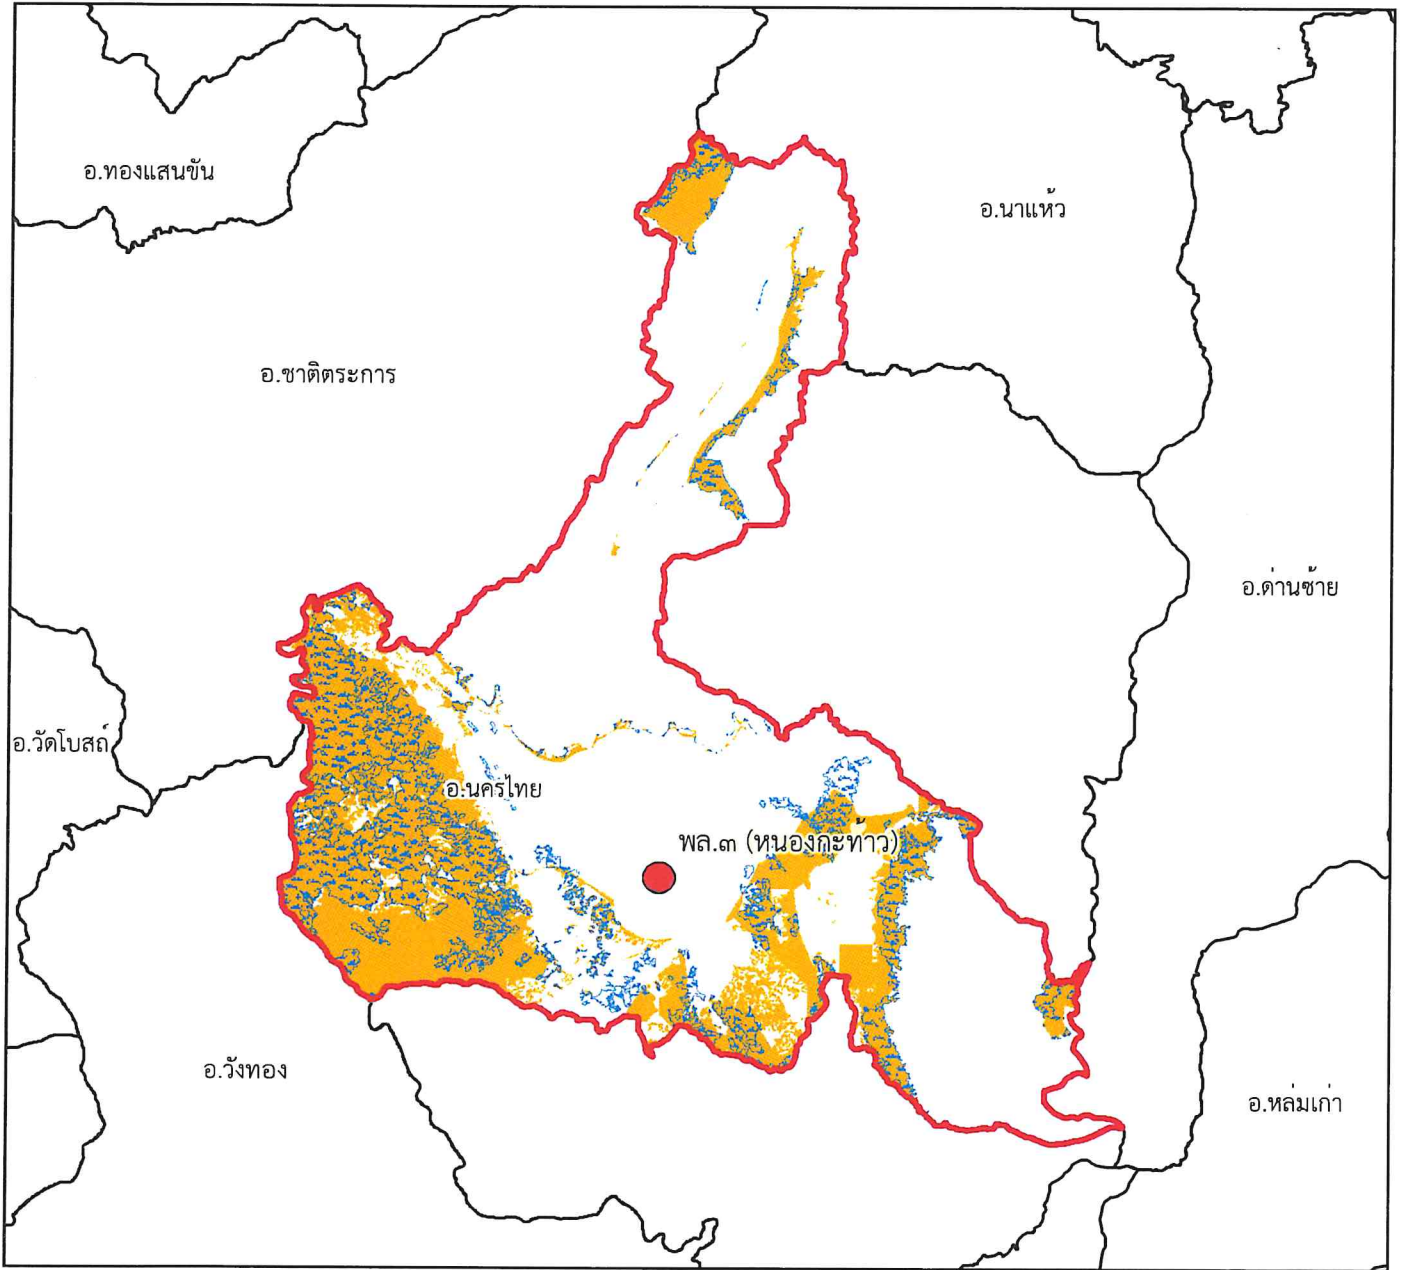 อ.ทองแสนขัน
อ.นาแห้ว
อ.ชาติตระการ
อ.ด่านซ้าย
อ.วัดโบสถ์
อ.นครไทย
พล.๓ (หนองกะท้าว)
อ.วังทอง
อ.หล่มเก่า